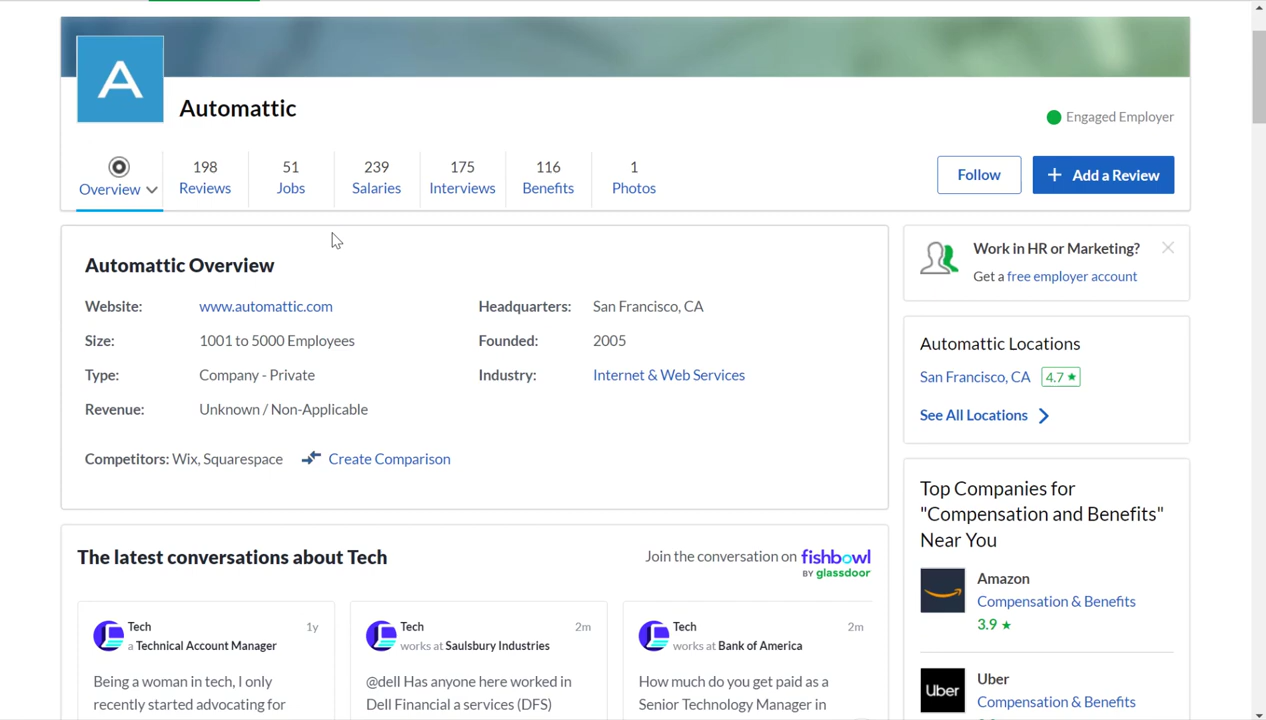 A
Automattic
Engaged Employer
Overview
198
Reviews
51
Jobs
239
Salaries
175
Interviews
116
Benefits
1
Photos
Follow
+ Add a Review
Automattic Overview
Website: www.automattic.com
Size: 1001 to 5000 Employees
Type: Company - Private
Revenue: Unknown / Non-Applicable
Headquarters: San Francisco, CA
Founded: 2005
Industry: Internet & Web Services
Competitors: Wix, Squarespace Create Comparison
Work in HR or Marketing?
Get a free employer account
Automattic Locations
San Francisco, CA 4.7 ★
See All Locations
The latest conversations about Tech
Join the conversation on fishbowl
BY glassdoor
Tech 1y
a Technical Account Manager
Being a woman in tech, I only
recently started advocating for
Tech 2m
works at Saulsbury Industries
@dell Has anyone here worked in
Dell Financial a services (DFS)
Tech 2m
works at Bank of America
How much do you get paid as a
Senior Technology Manager in
Top Companies for
"Compensation and Benefits"
Near You
Amazon
Compensation & Benefits
3.9 ★
Uber
Uber
Compensation & Benefits